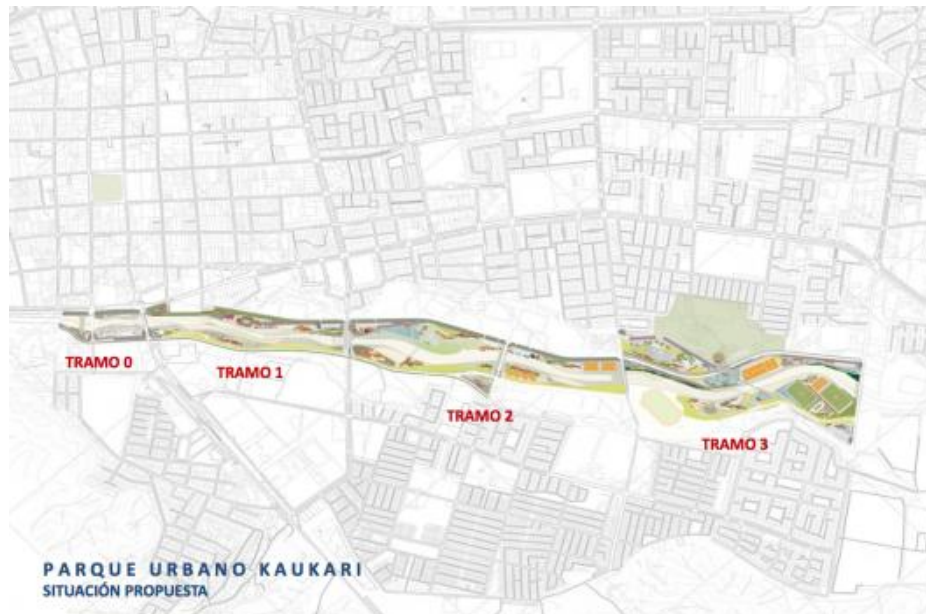 TRAMO 0
TRAMO 1
TRAMO 2
TRAMO 3
PARQUE URBANO KAUKARI
SITUACIÓN PROPUESTA